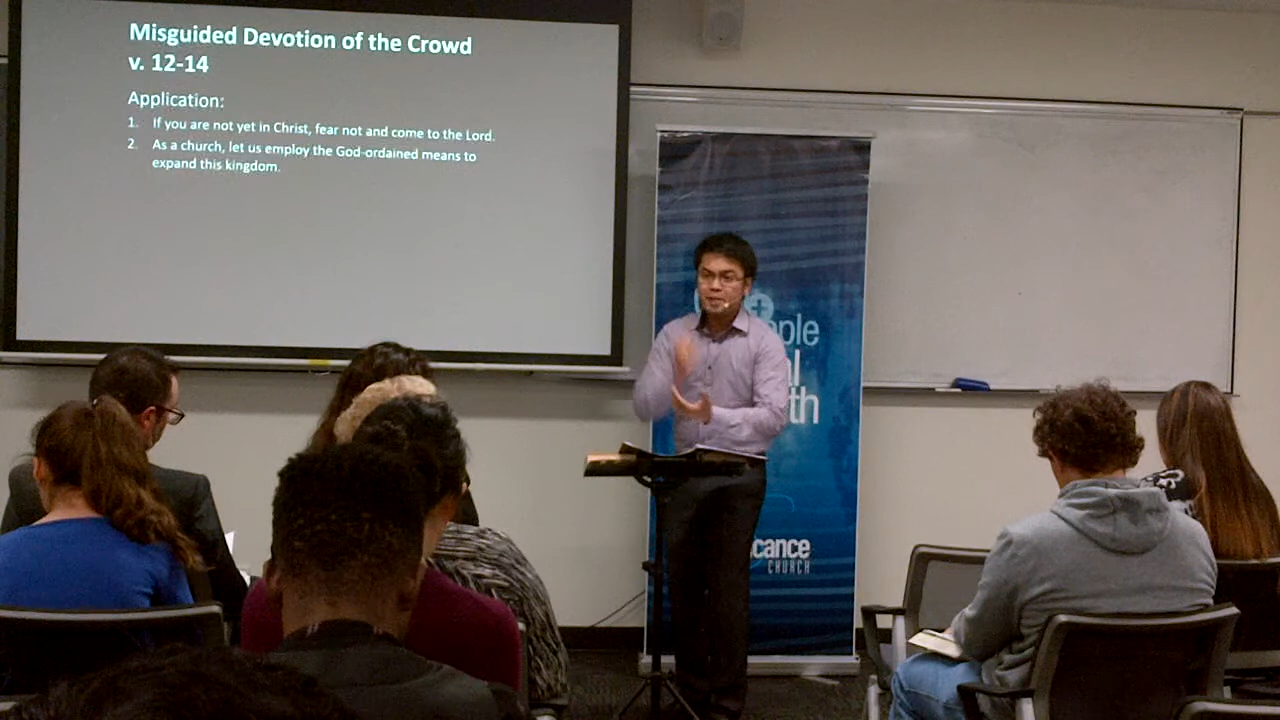 Misguided Devotion of the Crowd
v. 12-14
Application:
1. If you are not yet in Christ, fear not and come to the Lord.
2. As a church, let us employ the God-ordained means to
expand this kingdom.
CHURCH